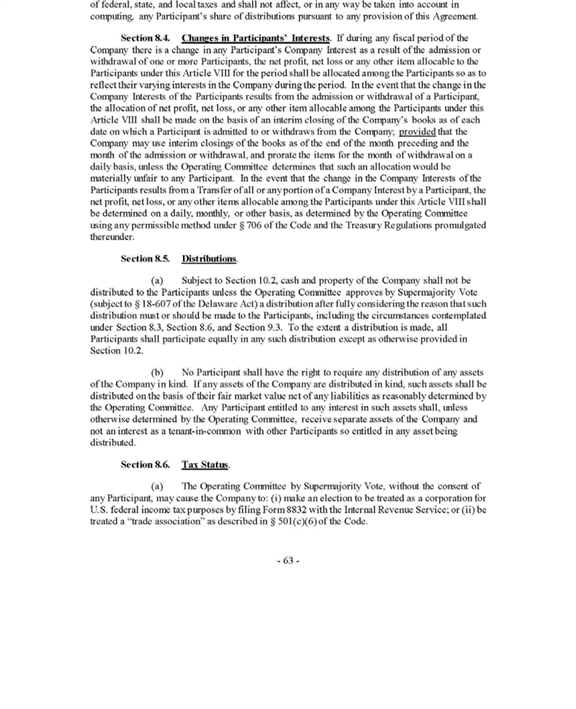 of federal, state, and local taxes and shall not affect, or in any way be taken into account in
computing, any Participant's share of distributions pursuant to any provision of this Agreement.
Section 8.4. Changes in Participants' Interests. If during any fiscal period of the
Company there is a change in any Participant's Company Interest as a result of the admission or
withdrawal of one or more Participants, the net profit, net loss or any other item allocable to the
Participants under this Article VIII for the period shall be allocated among the Participants so as to
reflect their varying interests in the Company during the period. In the event that the change in the
Company Interests of the Participants results from the admission or withdrawal of a Participant,
the allocation of net profit, net loss, or any other item allocable among the Participants under this
Article VIII shall be made on the basis of an interim closing of the Company's books as of each
date on which a Participant is admitted to or withdraws from the Company; provided that the
Company may use interim closings of the books as of the end of the month preceding and the
month of the admission or withdrawal, and prorate the items for the month of withdrawal on a
daily basis, unless the Operating Committee determines that such an allocation would be
materially unfair to any Participant. In the event that the change in the Company Interests of the
Participants results from a Transfer of all or any portion of a Company Interest by a Participant, the
net profit, net loss, or any other items allocable among the Participants under this Article VIII shall
be determined on a daily, monthly, or other basis, as determined by the Operating Committee
using any permissible method under § 706 of the Code and the Treasury Regulations promulgated
thereunder.
Section 8.5. Distributions.
(a) Subject to Section 10.2, cash and property of the Company shall not be
distributed to the Participants unless the Operating Committee approves by Supermajority Vote
(subject to § 18-607 of the Delaware Act) a distribution after fully considering the reason that such
distribution must or should be made to the Participants, including the circumstances contemplated
under Section 8.3, Section 8.6, and Section 9.3. To the extent a distribution is made, all
Participants shall participate equally in any such distribution except as otherwise provided in
Section 10.2.
(b) No Participant shall have the right to require any distribution of any assets
of the Company in kind. If any assets of the Company are distributed in kind, such assets shall be
distributed on the basis of their fair market value net of any liabilities as reasonably determined by
the Operating Committee. Any Participant entitled to any interest in such assets shall, unless
otherwise determined by the Operating Committee, receive separate assets of the Company and
not an interest as a tenant-in-common with other Participants so entitled in any asset being
distributed.
Section 8.6. Tax Status.
(a) The Operating Committee by Supermajority Vote, without the consent of
any Participant, may cause the Company to: (i) make an election to be treated as a corporation for
U.S. federal income tax purposes by filing Form 8832 with the Internal Revenue Service; or (ii) be
treated a "trade association" as described in § 501(c)(6) of the Code.
- 63 -